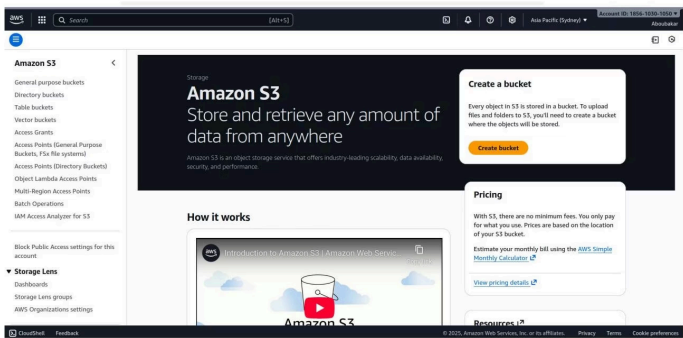 aws
Search
[Alt+S]
Asia Pacific (Sydney)
Account ID: 1856-1030-1050
Aboubakar
Amazon S3
General purpose buckets
Directory buckets
Table buckets
Vector buckets
Access Grants
Access Points (General Purpose
Buckets, FSx file systems)
Access Points (Directory Buckets)
Object Lambda Access Points
Multi-Region Access Points
Batch Operations
IAM Access Analyzer for S3
Block Public Access settings for this
account
Storage Lens
Dashboards
Storage Lens groups
AWS Organizations settings
Storage
Amazon S3
Store and retrieve any amount of
data from anywhere
Amazon S3 is an object storage service that offers industry-leading scalability, data availability,
security, and performance.
Create a bucket
Every object in S3 is stored in a bucket. To upload
files and folders to S3, you'll need to create a bucket
where the objects will be stored.
Create bucket
How it works
aws
Introduction to Amazon S3 | Amazon Web Servic...
Amazon S3
Pricing
With S3, there are no minimum fees. You only pay
for what you use. Prices are based on the location
of your S3 bucket.
Estimate your monthly bill using the AWS Simple
Monthly Calculator
View pricing details
Resources
CloudShell
Feedback
© 2025, Amazon Web Services, Inc. or its affiliates.
Privacy
Terms
Cookie preferences